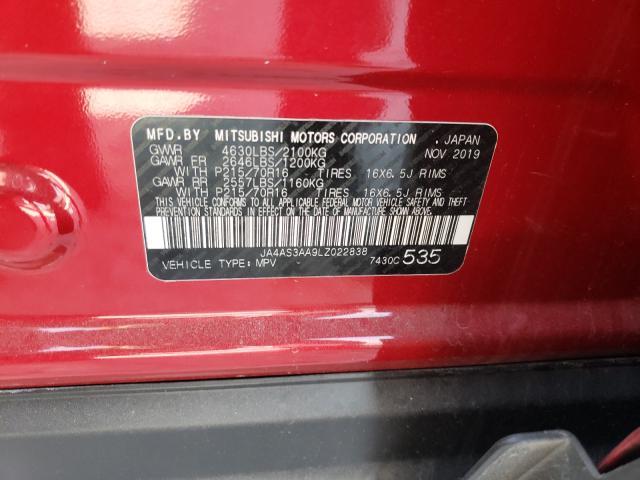 MFD.BY MITSUBISHI MOTORS CORPORATION , JAPAN
GVWR 4630LBS/2100KG NOV 2019
GAWR FR 2646LBS/1200KG
WITH P215/70R16 TIRES 16X6.5J RIMS
GAWR RR 2557LBS/1160KG
WITH P215/70R16 TIRES 16X6.5J RIMS
THIS VEHICLE CONFORMS TO ALL APPLICABLE FEDERAL MOTOR VEHICLE SAFETY AND THEFT
PREVENTION STANDARDS IN EFFECT ON THE DATE OF MANUFACTURE SHOWN ABOVE.
JA4AS3AA9LZ022838
VEHICLE TYPE: MPV 7430C 535